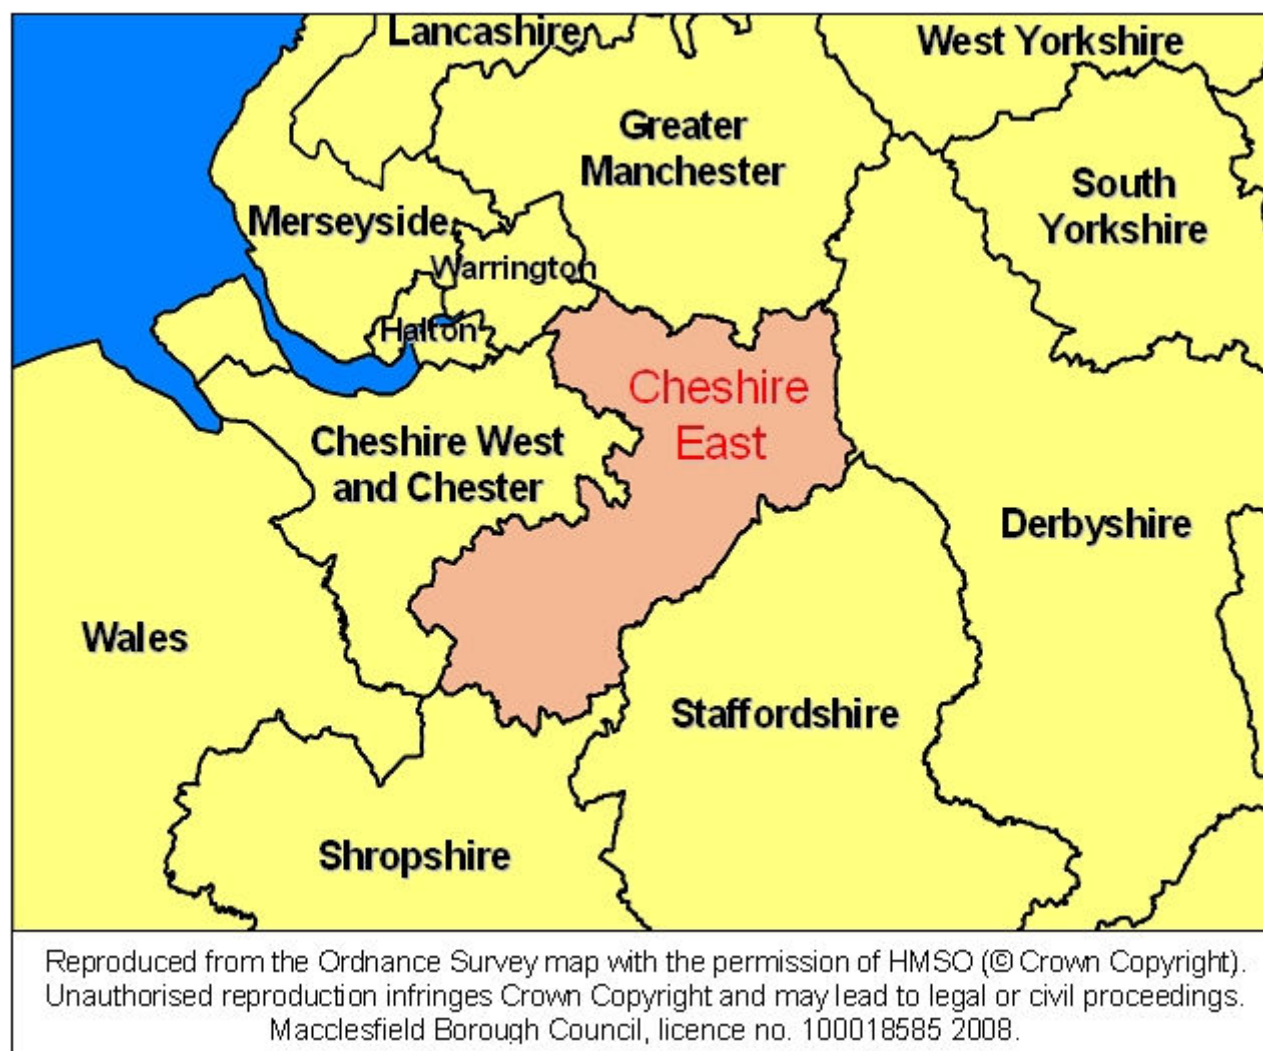 Lancashire
West Yorkshire
Greater
Manchester
South
Yorkshire
Merseyside
Warrington
Halton
Cheshire
East
Cheshire West
and Chester
Derbyshire
Wales
Staffordshire
Shropshire
Reproduced from the Ordnance Survey map with the permission of HMSO (© Crown Copyright).
Unauthorised reproduction infringes Crown Copyright and may lead to legal or civil proceedings.
Macclesfield Borough Council, licence no. 100018585 2008.